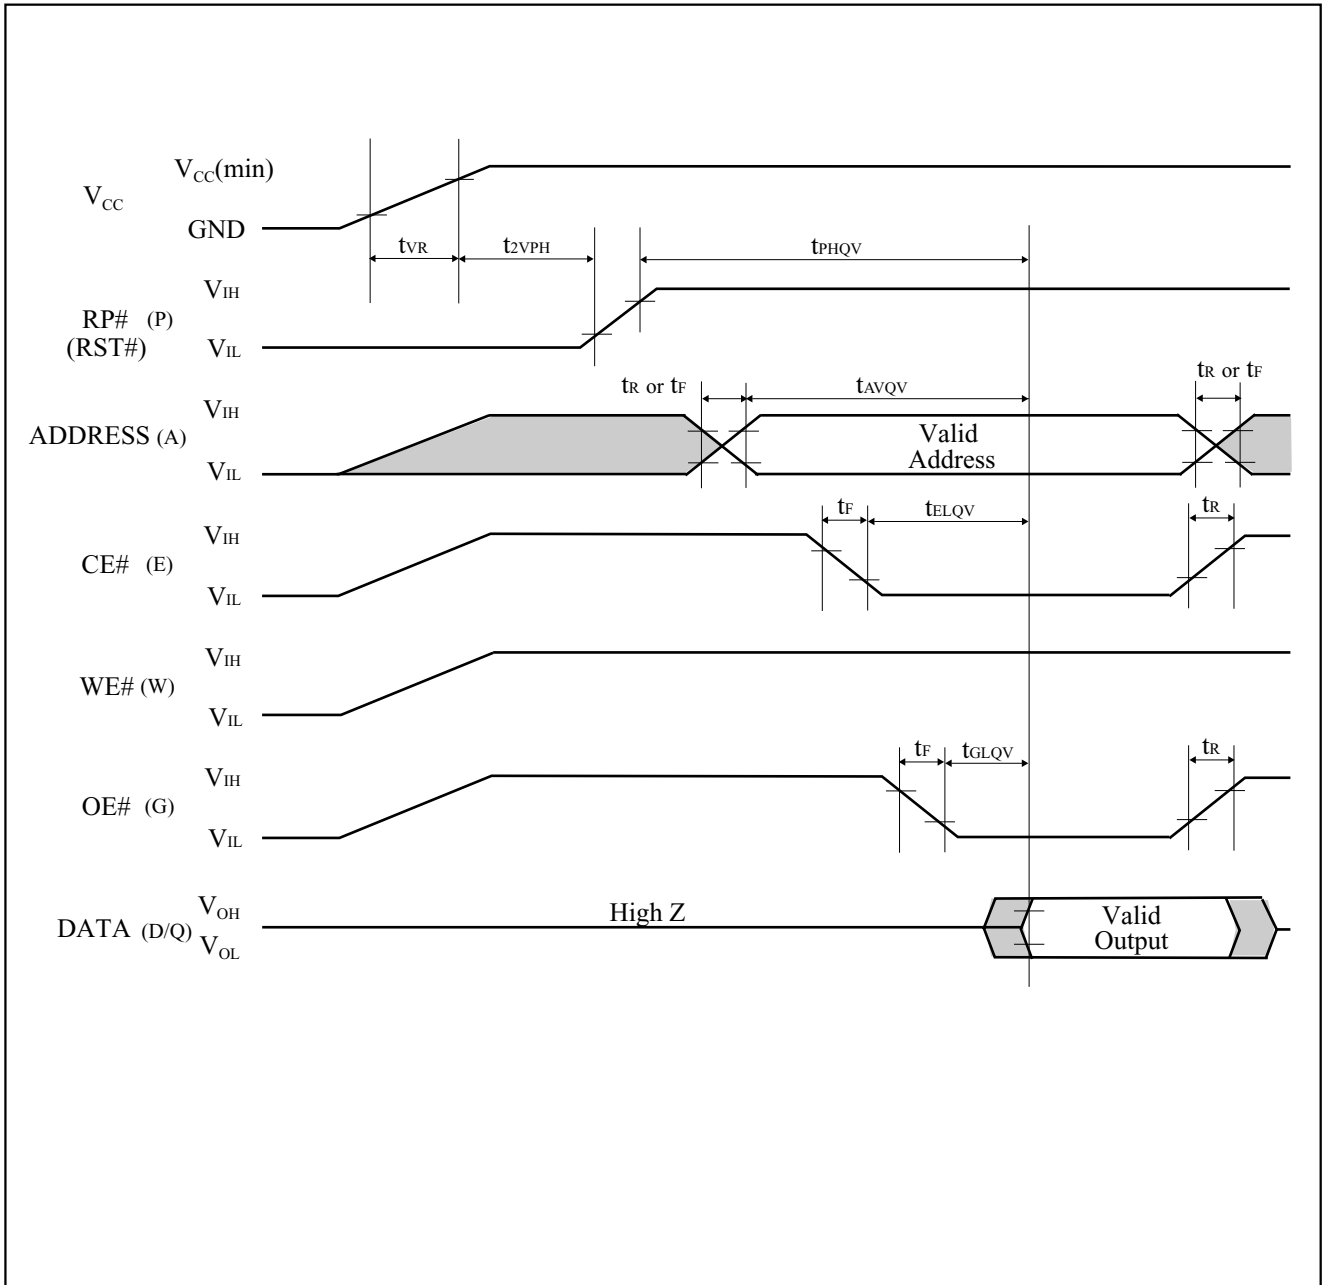 VCC(min)
VCC
GND
tVR
t2VPH
tPHQV
VIH
RP# (P)
(RST#)
VIL
tR or tF
tAVQV
tR or tF
VIH
ADDRESS (A)
Valid
Address
VIL
tF
tELQV
tR
VIH
CE# (E)
VIL
VIH
WE# (W)
VIL
tF
tGLQV
tR
VIH
OE# (G)
VIL
VOH
High Z
DATA (D/Q)
Valid
Output
VOL